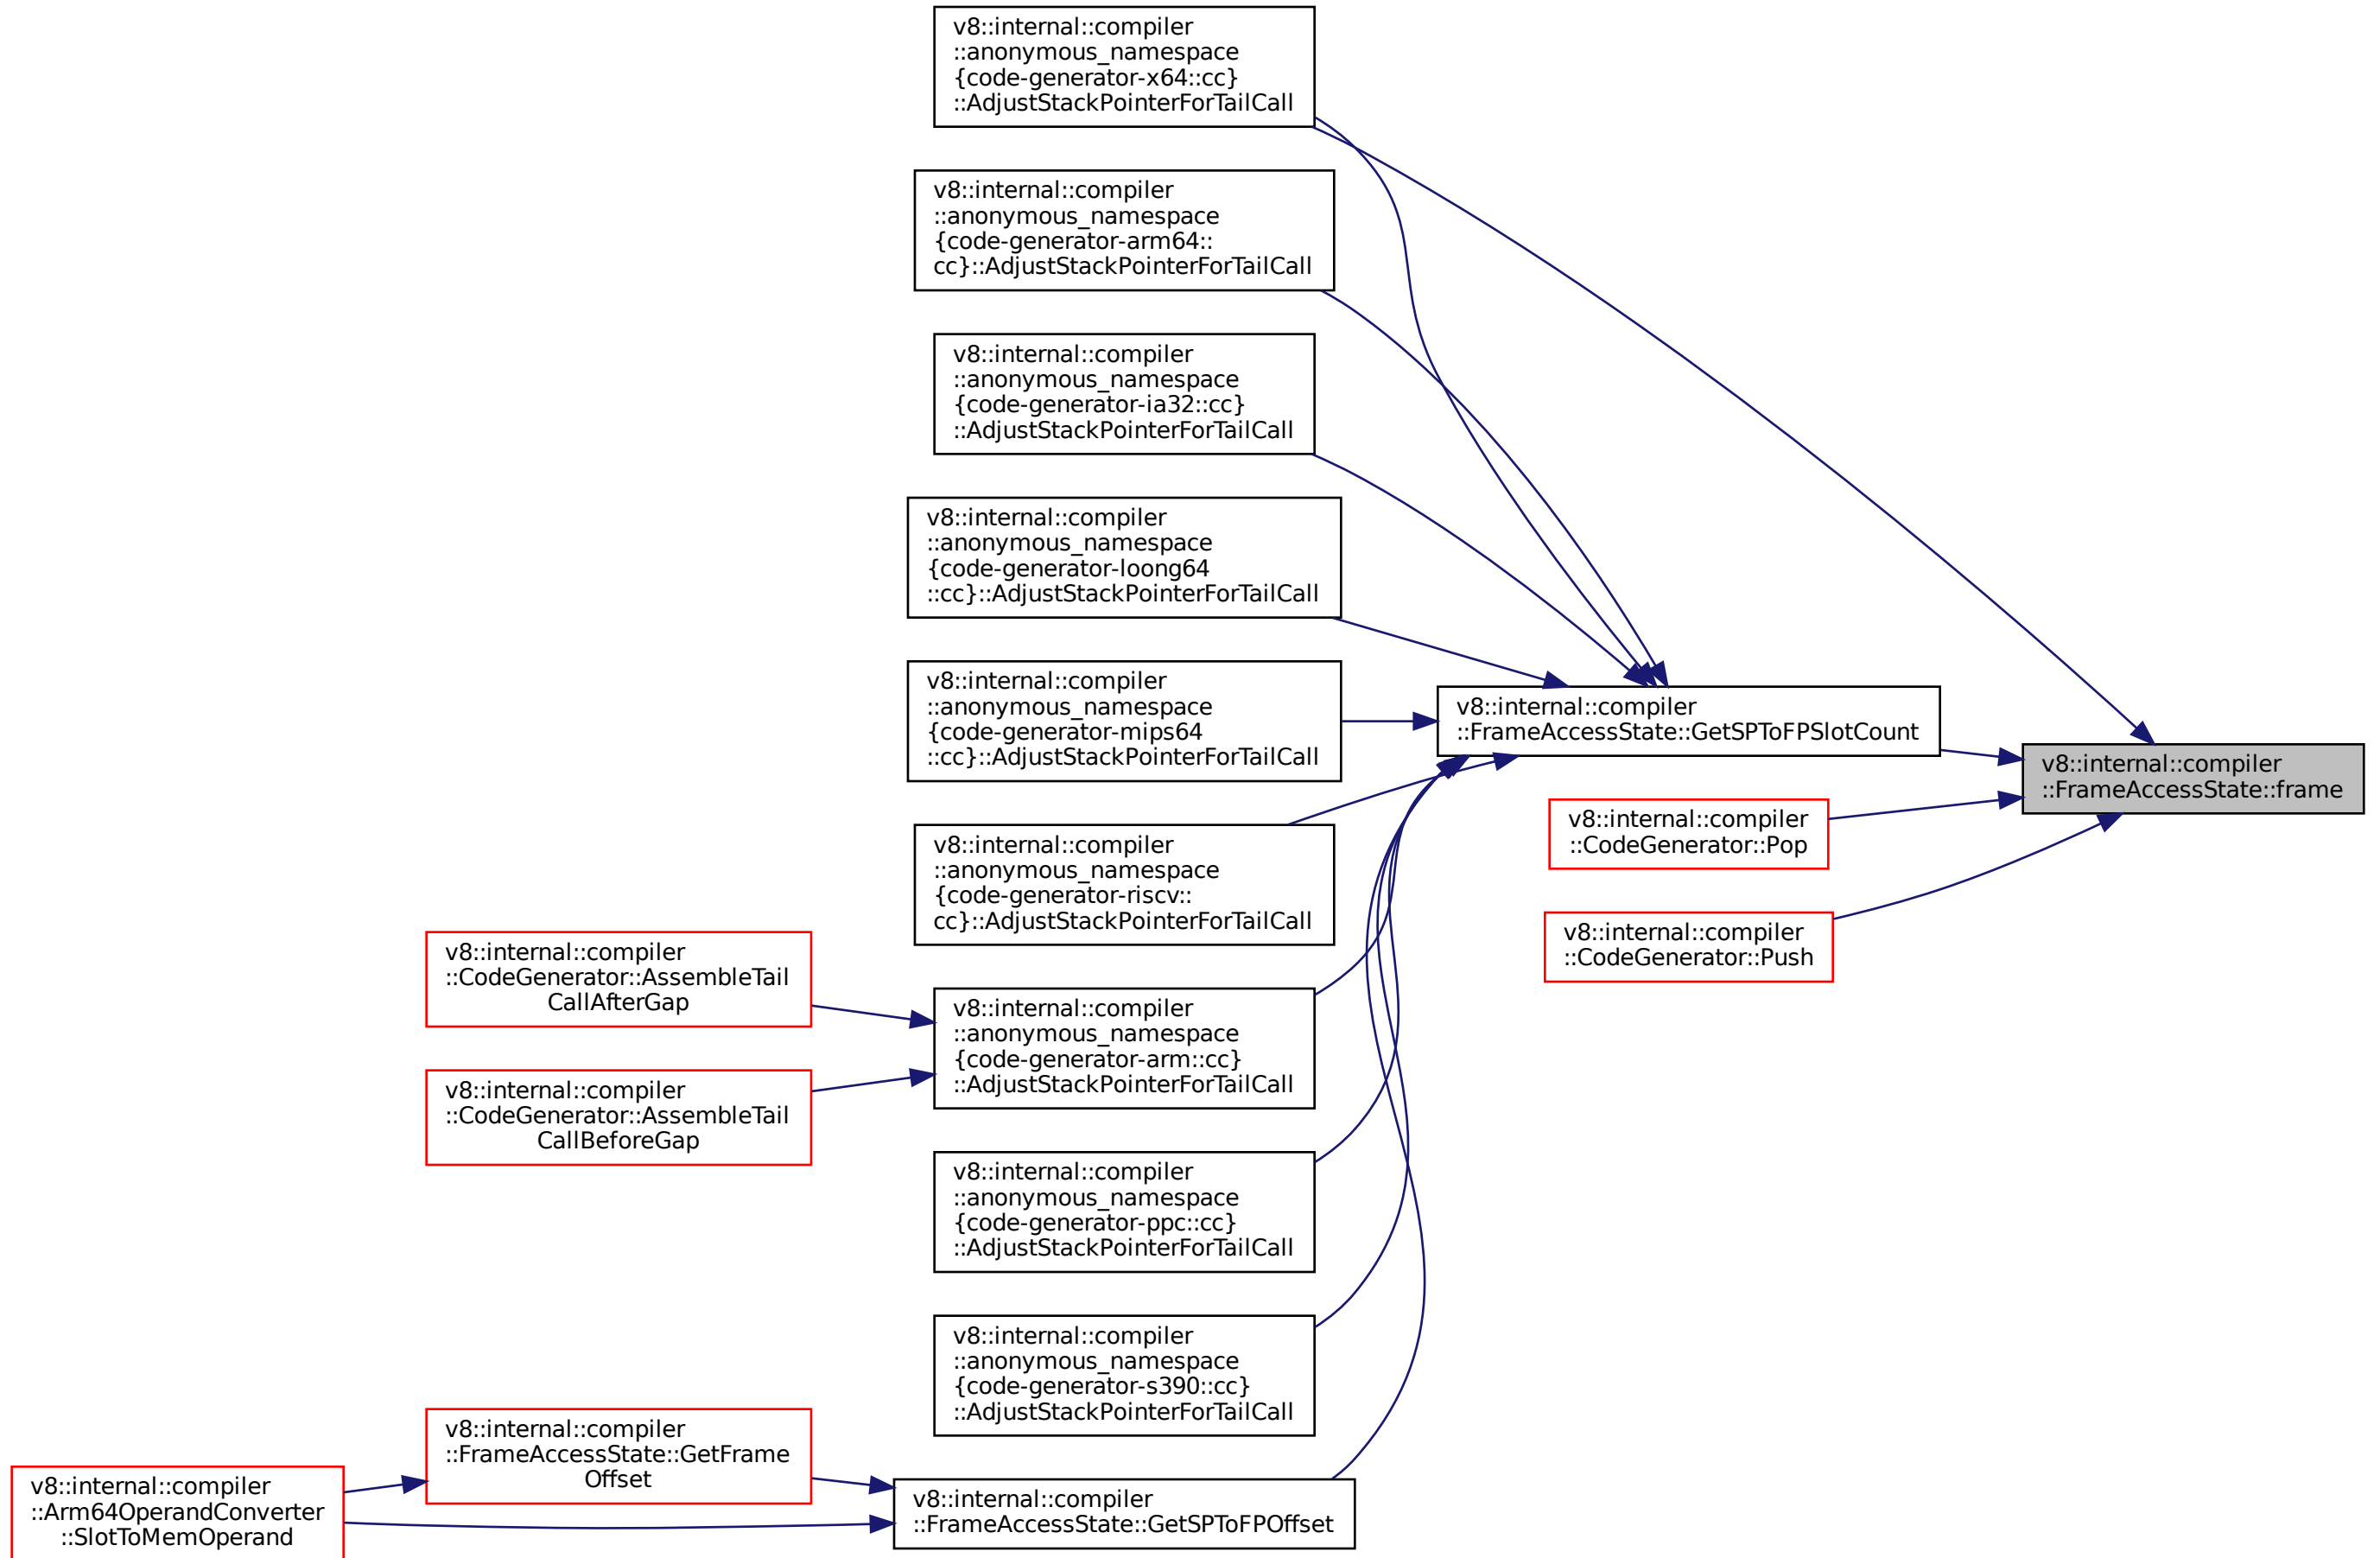 v8::internal::compiler
::anonymous_namespace
{code-generator-x64::cc}
::AdjustStackPointerForTailCall
v8::internal::compiler
::anonymous_namespace
{code-generator-arm64::
cc}::AdjustStackPointerForTailCall
v8::internal::compiler
::anonymous_namespace
{code-generator-ia32::cc}
::AdjustStackPointerForTailCall
v8::internal::compiler
::anonymous_namespace
{code-generator-loong64
::cc}::AdjustStackPointerForTailCall
v8::internal::compiler
::anonymous_namespace
{code-generator-mips64
::cc}::AdjustStackPointerForTailCall
v8::internal::compiler
::FrameAccessState::GetSPToFPSlotCount
v8::internal::compiler
::FrameAccessState::frame
v8::internal::compiler
::CodeGenerator::Pop
v8::internal::compiler
::CodeGenerator::Push
v8::internal::compiler
::anonymous_namespace
{code-generator-riscv::
cc}::AdjustStackPointerForTailCall
v8::internal::compiler
::CodeGenerator::AssembleTail
CallAfterGap
v8::internal::compiler
::CodeGenerator::AssembleTail
CallBeforeGap
v8::internal::compiler
::anonymous_namespace
{code-generator-arm::cc}
::AdjustStackPointerForTailCall
v8::internal::compiler
::anonymous_namespace
{code-generator-ppc::cc}
::AdjustStackPointerForTailCall
v8::internal::compiler
::anonymous_namespace
{code-generator-s390::cc}
::AdjustStackPointerForTailCall
v8::internal::compiler
::FrameAccessState::GetFrame
Offset
v8::internal::compiler
::Arm64OperandConverter
::SlotToMemOperand
v8::internal::compiler
::FrameAccessState::GetSPToFPOffset